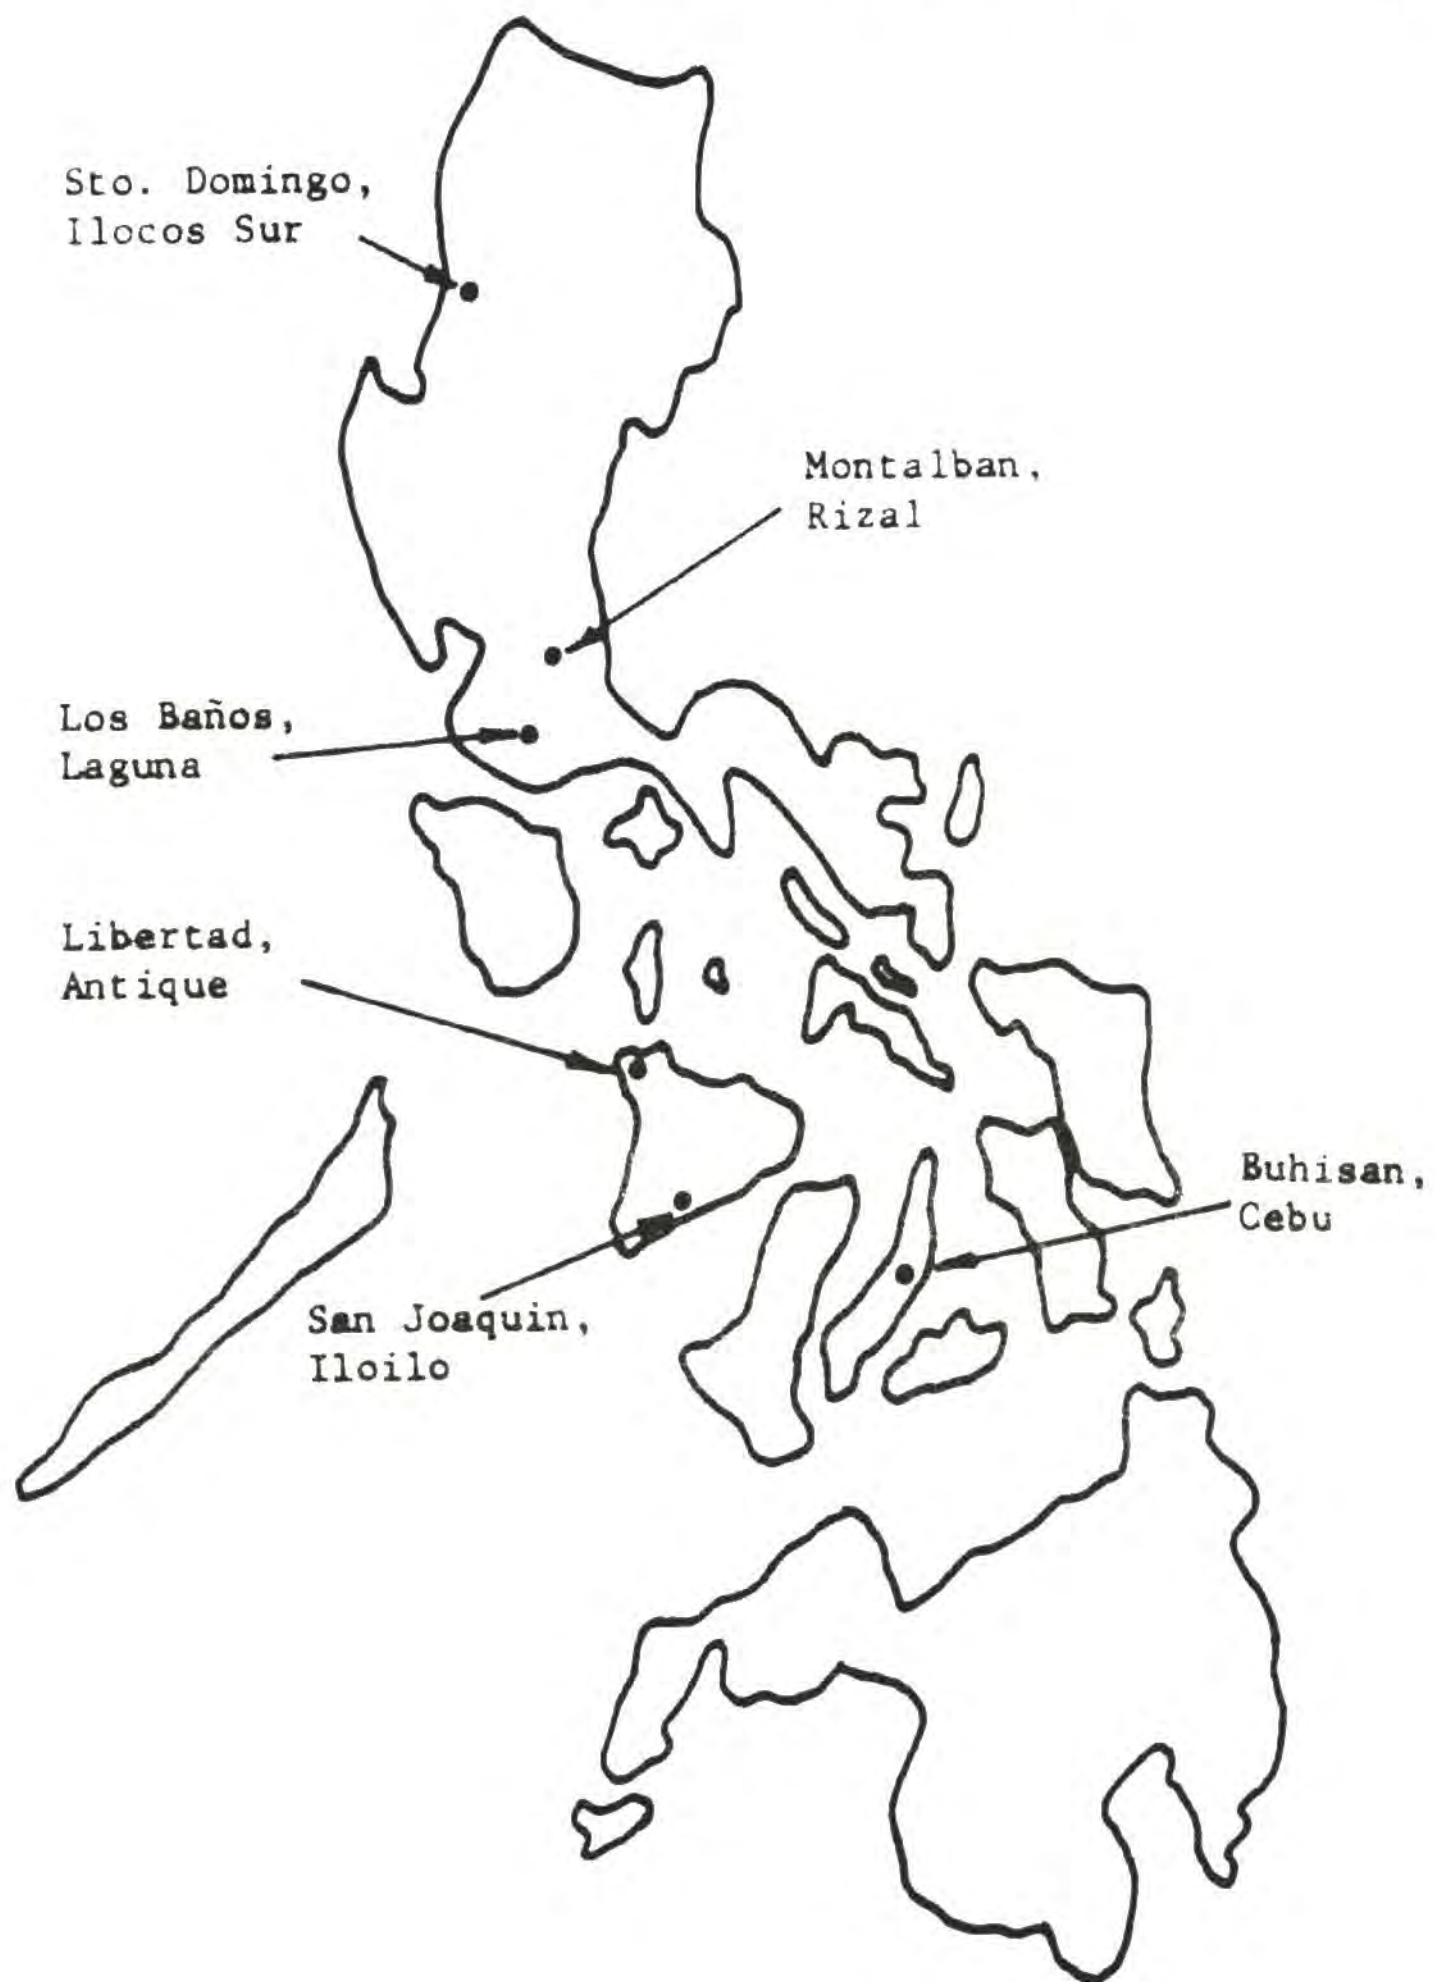 Sto. Domingo,
Ilocos Sur
Montalban,
Rizal
Los Baños,
Laguna
Libertad,
Antique
Buhisan,
Cebu
San Joaquin,
Iloilo